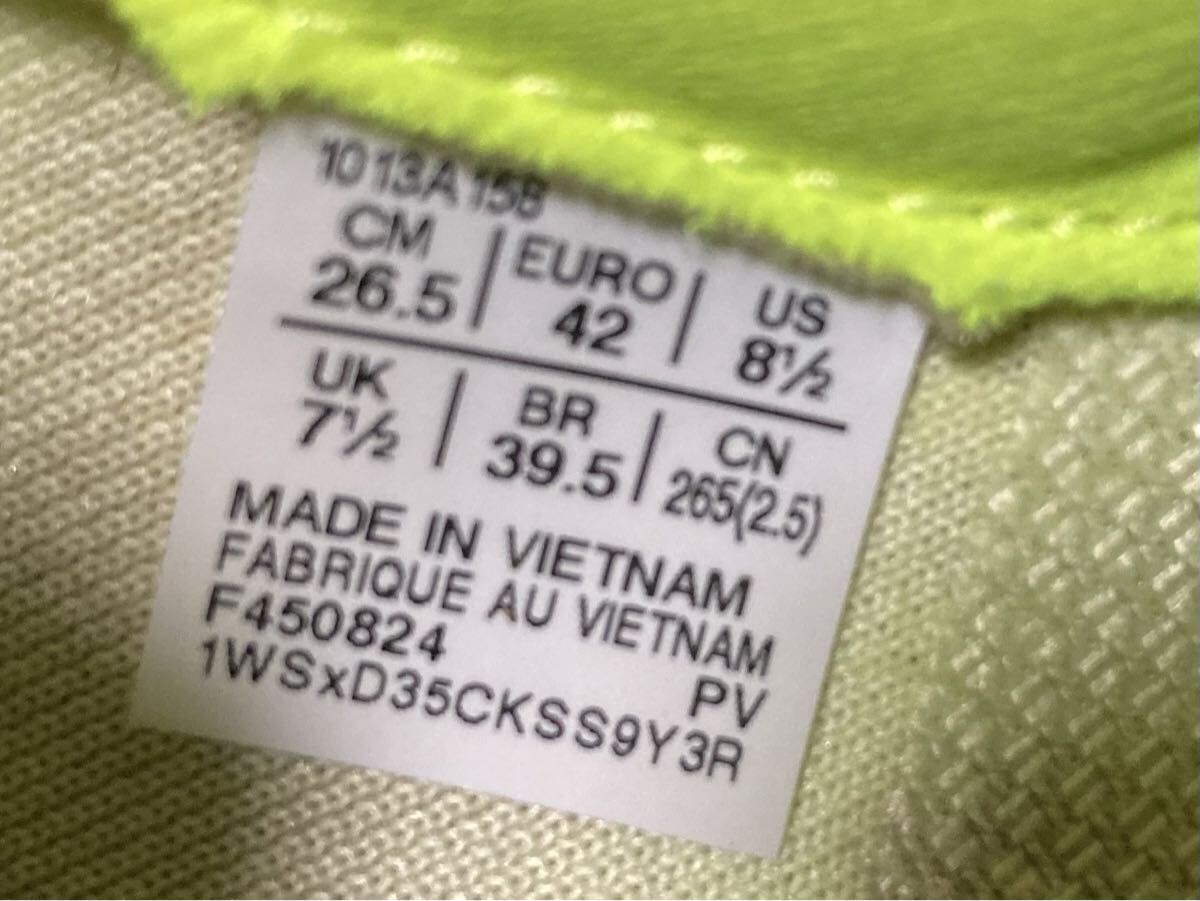 1013A158
CM | EURO | US
26.5 | 42 | 8½
UK | BR | CN
7½ | 39.5 | 265(2.5)
MADE IN VIETNAM
FABRIQUE AU VIETNAM
F450824 PV
1WSxD35CKSS9Y3R